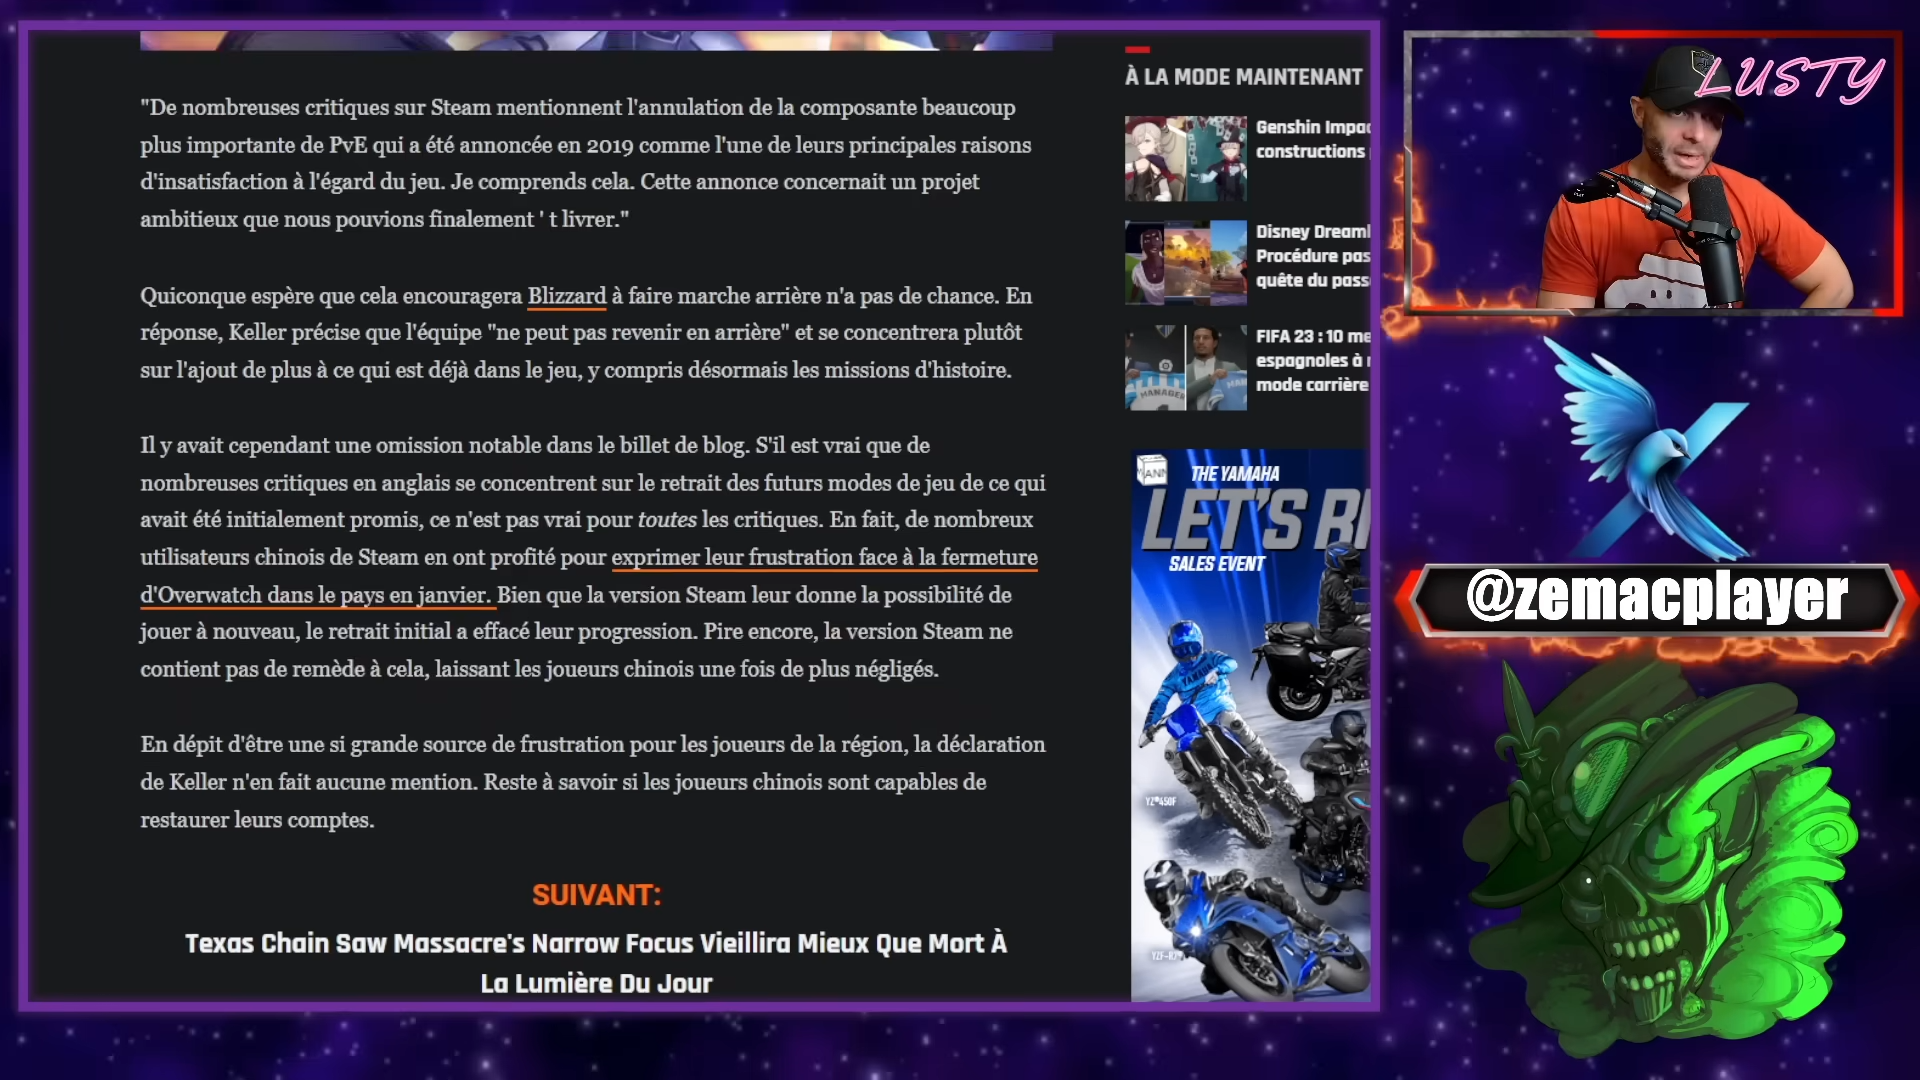 "De nombreuses critiques sur Steam mentionnent l'annulation de la composante beaucoup
plus importante de PvE qui a été annoncée en 2019 comme l'une de leurs principales raisons
d'insatisfaction à l'égard du jeu. Je comprends cela. Cette annonce concernait un projet
ambitieux que nous pouvions finalement ' t livrer."
Quiconque espère que cela encouragera Blizzard à faire marche arrière n'a pas de chance. En
réponse, Keller précise que l'équipe "ne peut pas revenir en arrière" et se concentrera plutôt
sur l'ajout de plus à ce qui est déjà dans le jeu, y compris désormais les missions d'histoire.
Il y avait cependant une omission notable dans le billet de blog. S'il est vrai que de
nombreuses critiques en anglais se concentrent sur le retrait des futurs modes de jeu de ce qui
avait été initialement promis, ce n'est pas vrai pour toutes les critiques. En fait, de nombreux
utilisateurs chinois de Steam en ont profité pour exprimer leur frustration face à la fermeture
d'Overwatch dans le pays en janvier. Bien que la version Steam leur donne la possibilité de
jouer à nouveau, le retrait initial a effacé leur progression. Pire encore, la version Steam ne
contient pas de remède à cela, laissant les joueurs chinois une fois de plus négligés.
En dépit d'être une si grande source de frustration pour les joueurs de la région, la déclaration
de Keller n'en fait aucune mention. Reste à savoir si les joueurs chinois sont capables de
restaurer leurs comptes.
SUIVANT:
Texas Chain Saw Massacre's Narrow Focus Vieillira Mieux Que Mort À
La Lumière Du Jour
À LA MODE MAINTENANT
Genshin Impac
constructions
Disney Dreaml
Procédure pas
quête du pass
FIFA 23 : 10 me
espagnoles à
mode carrière
MANAGER
THE YAMAHA
LET'S RI
SALES EVENT
YAMAHA
YZ450F
LUSTY
@zemacplayer